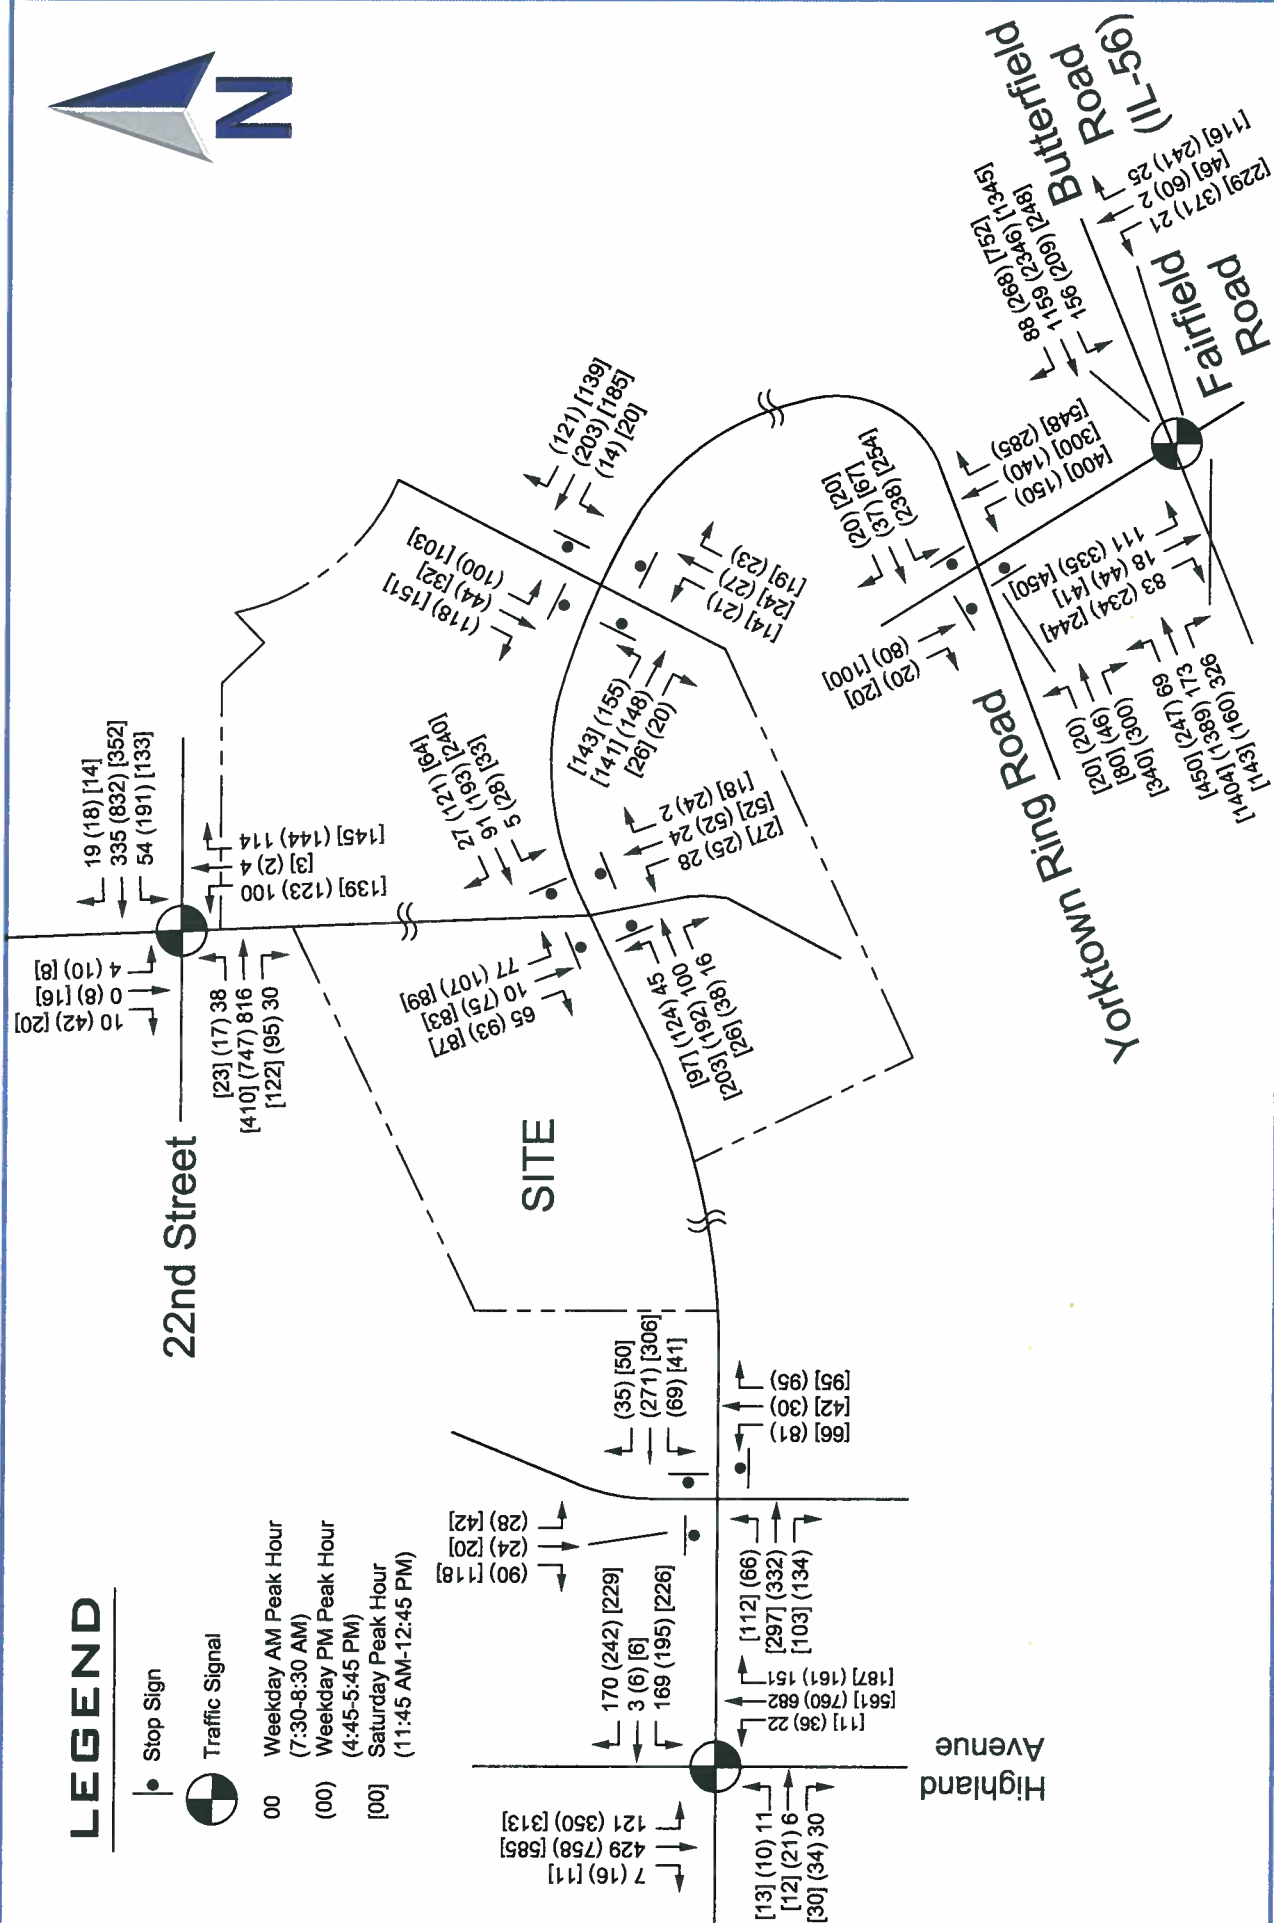 N
LEGEND
Stop Sign
Traffic Signal
00 Weekday AM Peak Hour
(7:30-8:30 AM)
(00) Weekday PM Peak Hour
(4:45-5:45 PM)
[00] Saturday Peak Hour
(11:45 AM-12:45 PM)
22nd Street
19 (18) [14]
335 (832) [352]
54 (191) [133]
10 (42) [20]
0 (8) [16]
4 (10) [8]
[23] (17) 38
[410] (747) 816
[122] (95) 30
[139] (123) 100
[3] (2) 4
[145] (144) 114
SITE
27 (121) [64]
91 (193) [240]
5 (28) [33]
65 (93) [87]
10 (75) [83]
77 (107) [89]
[97] (124) 45
[203] (192) 100
[26] (38) 16
[27] (25) 28
[52] (52) 24
[18] (24) 2
(121) [139]
(203) [185]
(14) [20]
(118) [151]
(44) [32]
(100) [103]
[143] (155)
[141] (148)
[26] (20)
[14] (21)
[24] (27)
[19] (23)
(20) [20]
(37) [67]
(238) [254]
(20) [20]
(80) [100]
[20] (20)
[80] (46)
[340] (300)
[400] (150)
[300] (140)
[548] (285)
Yorktown Ring Road
Butterfield
Road
(IL-56)
Fairfield
Road
88 (268) [752]
1159 (2346) [1345]
156 (209) [248]
83 (234) [244]
18 (44) [41]
111 (335) [450]
[450] (247) 69
[1404] (1389) 173
[143] (160) 326
[229] (371) 21
[46] (60) 2
[116] (241) 25
(35) [50]
(271) [306]
(69) [41]
(90) [118]
(24) [20]
(28) [42]
[112] (66)
[297] (332)
[103] (134)
[66] (81)
[42] (30)
[95] (95)
170 (242) [229]
3 (6) [6]
169 (195) [226]
7 (16) [11]
429 (758) [585]
121 (350) [313]
[13] (10) 11
[12] (21) 6
[30] (34) 30
[11] (36) 22
[561] (760) 682
[187] (161) 151
Highland
Avenue